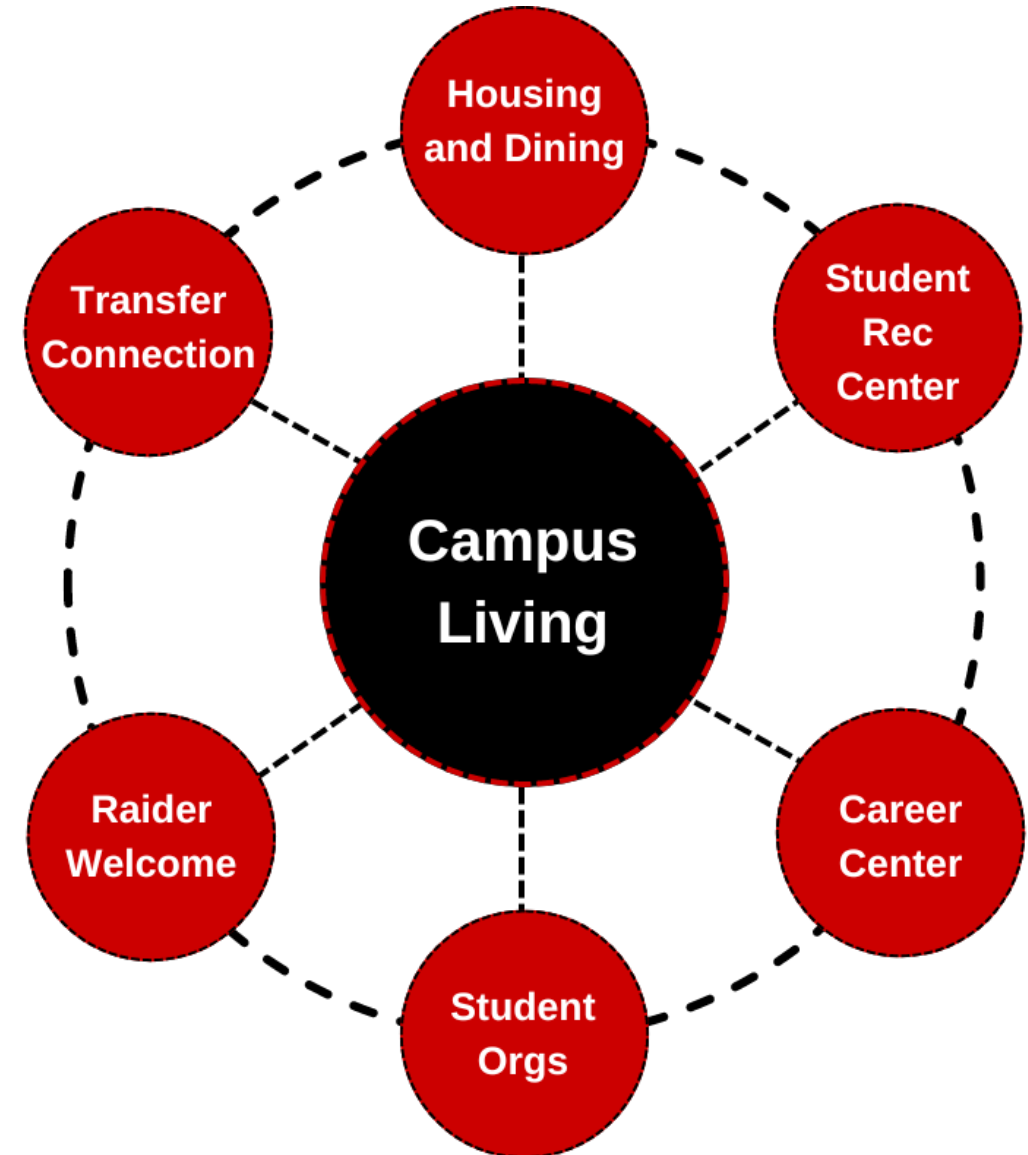 Housing
and Dining
Student
Rec
Center
Career
Center
Student
Orgs
Raider
Welcome
Transfer
Connection
Campus
Living